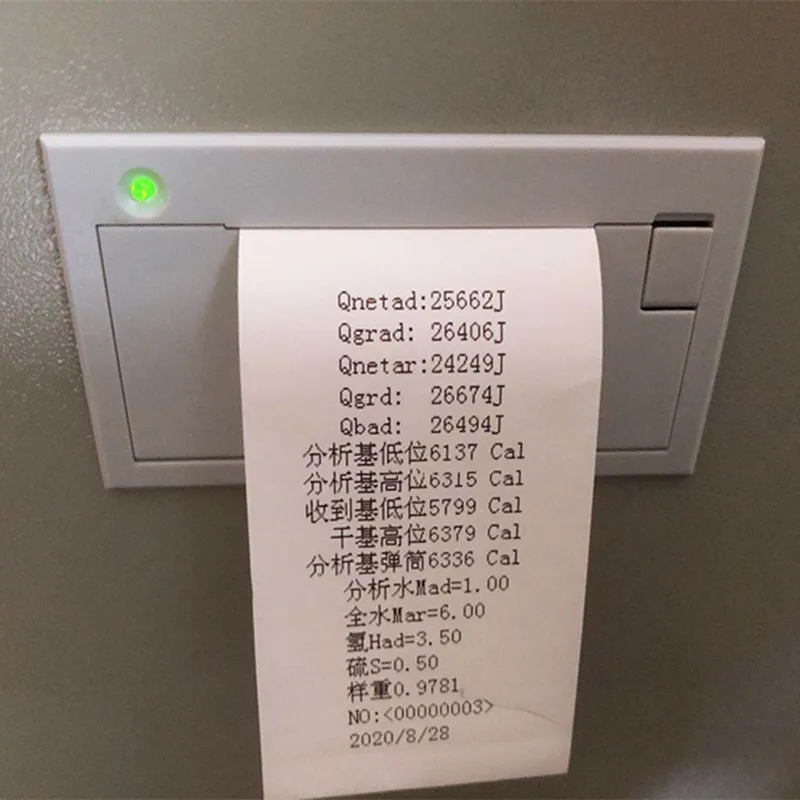 Qnetad:25662J
Qgrad: 26406J
Qnetar:24249J
Qgrd: 26674J
Qbad: 26494J
分析基低位6137 Cal
分析基高位6315 Cal
收到基低位5799 Cal
干基高位6379 Cal
分析基弹筒6336 Cal
分析水Mad=1.00
全水Mar=6.00
氢Had=3.50
硫S=0.50
样重0.9781
NO:<00000003>
2020/8/28